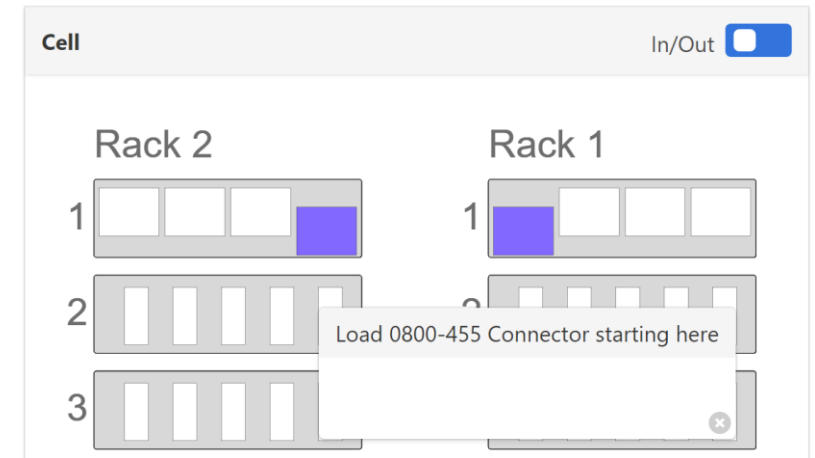 Cell
In/Out
Rack 2
Rack 1
1
1
2
Load 0800-455 Connector starting here
3